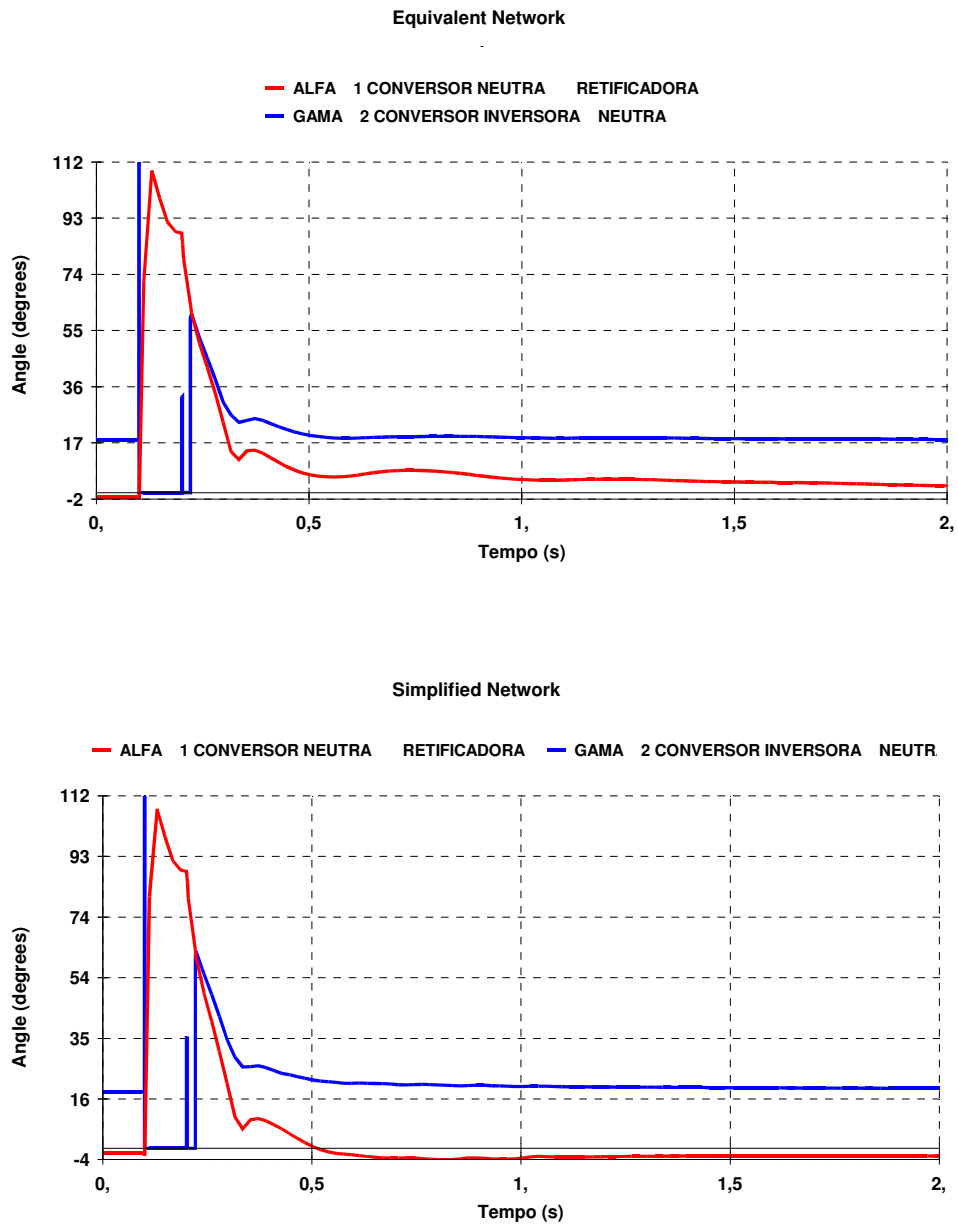 Equivalent Network
ALFA 1 CONVERSOR NEUTRA RETIFICADORA
GAMA 2 CONVERSOR INVERSORA NEUTRA
112
93
74
55
36
17
-2
Angle (degrees)
0, 0,5 1, 1,5 2,
Tempo (s)
Simplified Network
ALFA 1 CONVERSOR NEUTRA RETIFICADORA GAMA 2 CONVERSOR INVERSORA NEUTR.
112
93
74
54
35
16
-4
Angle (degrees)
0, 0,5 1, 1,5 2,
Tempo (s)